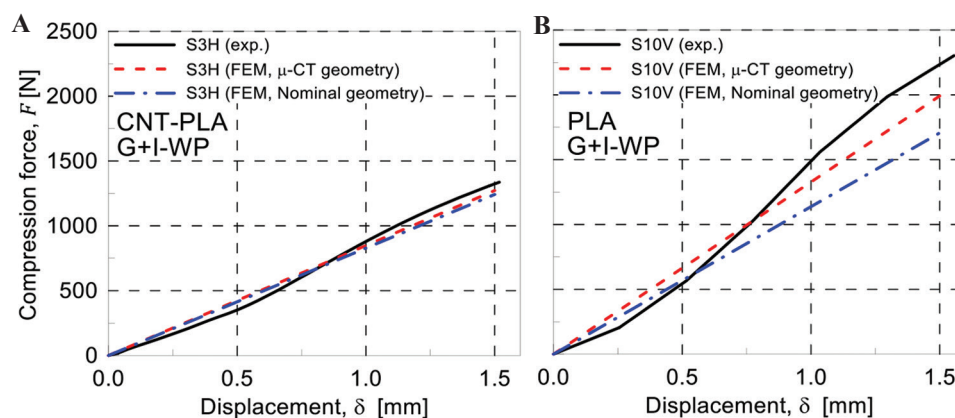 A
2500
2000
1500
1000
500
0
Compression force, F [N]
S3H (exp.)
S3H (FEM, μ-CT geometry)
S3H (FEM, Nominal geometry)
CNT-PLA
G+I-WP
0.0
0.5
1.0
1.5
Displacement, δ [mm]
B
S10V (exp.)
S10V (FEM, μ-CT geometry)
S10V (FEM, Nominal geometry)
PLA
G+I-WP
0.0
0.5
1.0
1.5
Displacement, δ [mm]